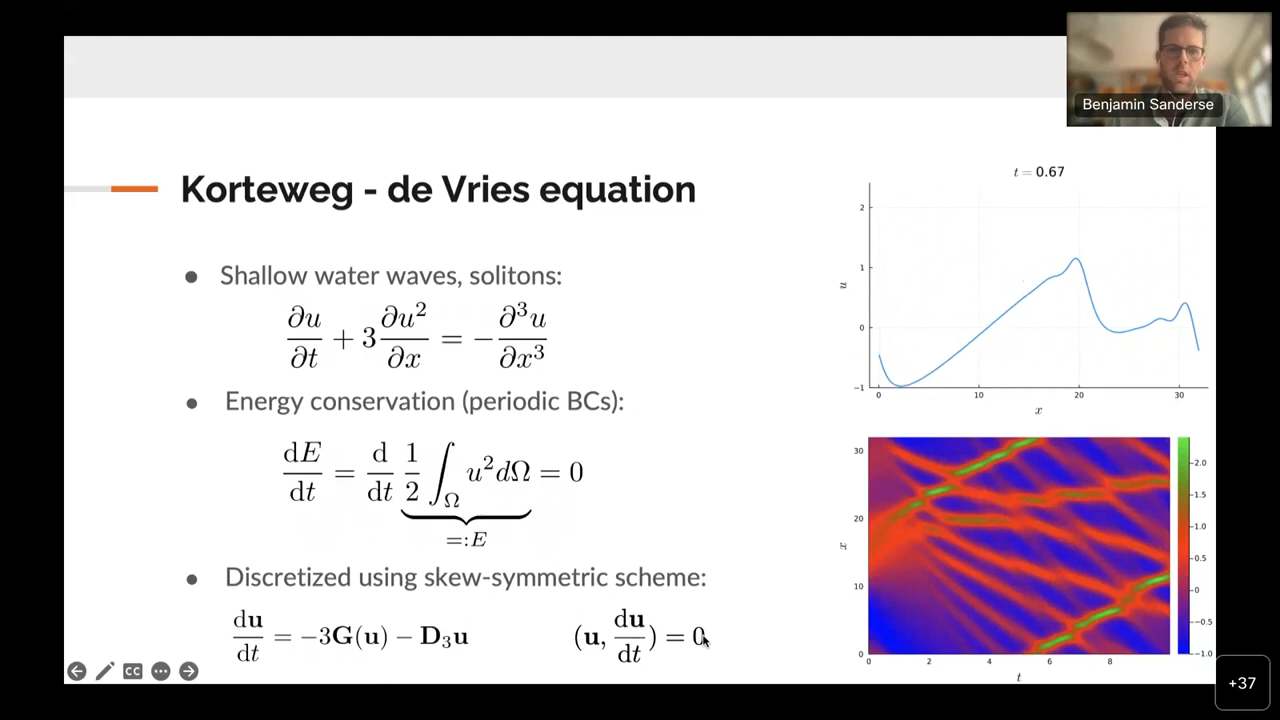 Benjamin Sanderse
Korteweg - de Vries equation
● Shallow water waves, solitons:
∂u/∂t + 3 ∂u²/∂x = − ∂³u/∂x³
● Energy conservation (periodic BCs):
dE/dt = d/dt 1/2 ∫_Ω u² dΩ = 0
=:E
● Discretized using skew-symmetric scheme:
du/dt = −3G(u) − D₃u (u, du/dt) = 0
CC
t = 0.67
2
1
0
−1
u
0 10 20 30
x
30
20
10
0
x
0 2 4 6 8
t
2.0
1.5
1.0
0.5
0
−0.5
−1.0
+37